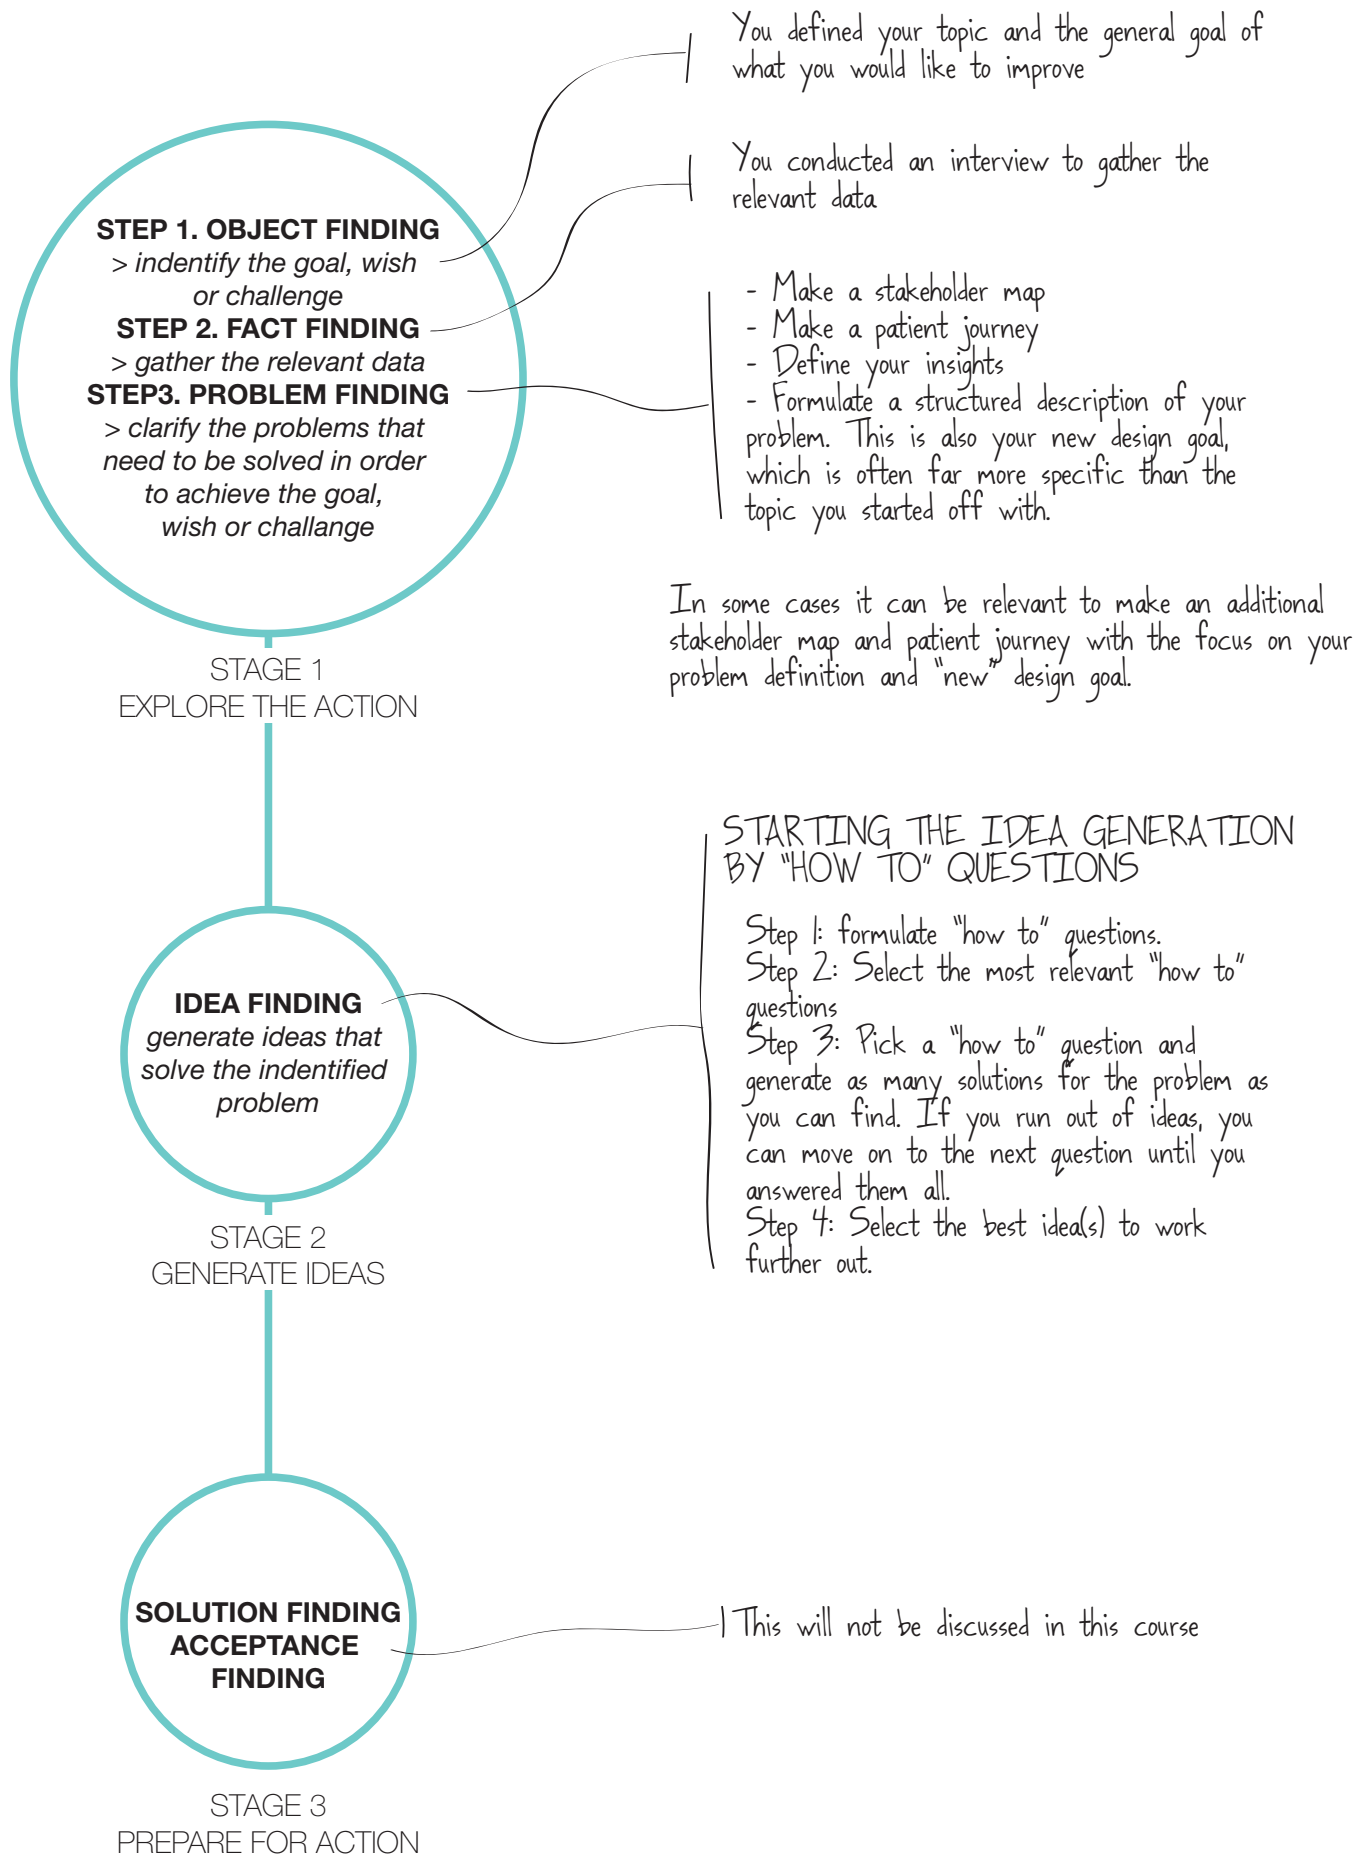 You defined your topic and the general goal of
what you would like to improve
You conducted an interview to gather the
relevant data
STEP 1. OBJECT FINDING
> indentify the goal, wish
or challenge
STEP 2. FACT FINDING
> gather the relevant data
STEP3. PROBLEM FINDING
> clarify the problems that
need to be solved in order
to achieve the goal,
wish or challange
- Make a stakeholder map
- Make a patient journey
- Define your insights
- Formulate a structured description of your
problem. This is also your new design goal,
which is often far more specific than the
topic you started off with.
In some cases it can be relevant to make an additional
stakeholder map and patient journey with the focus on your
problem definition and "new" design goal.
STAGE 1
EXPLORE THE ACTION
STARTING THE IDEA GENERATION
BY "HOW TO" QUESTIONS
Step 1: formulate "how to" questions.
Step 2: Select the most relevant "how to"
questions
Step 3: Pick a "how to" question and
generate as many solutions for the problem as
you can find. If you run out of ideas, you
can move on to the next question until you
answered them all.
Step 4: Select the best idea(s) to work
further out.
IDEA FINDING
generate ideas that
solve the indentified
problem
STAGE 2
GENERATE IDEAS
SOLUTION FINDING
ACCEPTANCE
FINDING
This will not be discussed in this course
STAGE 3
PREPARE FOR ACTION